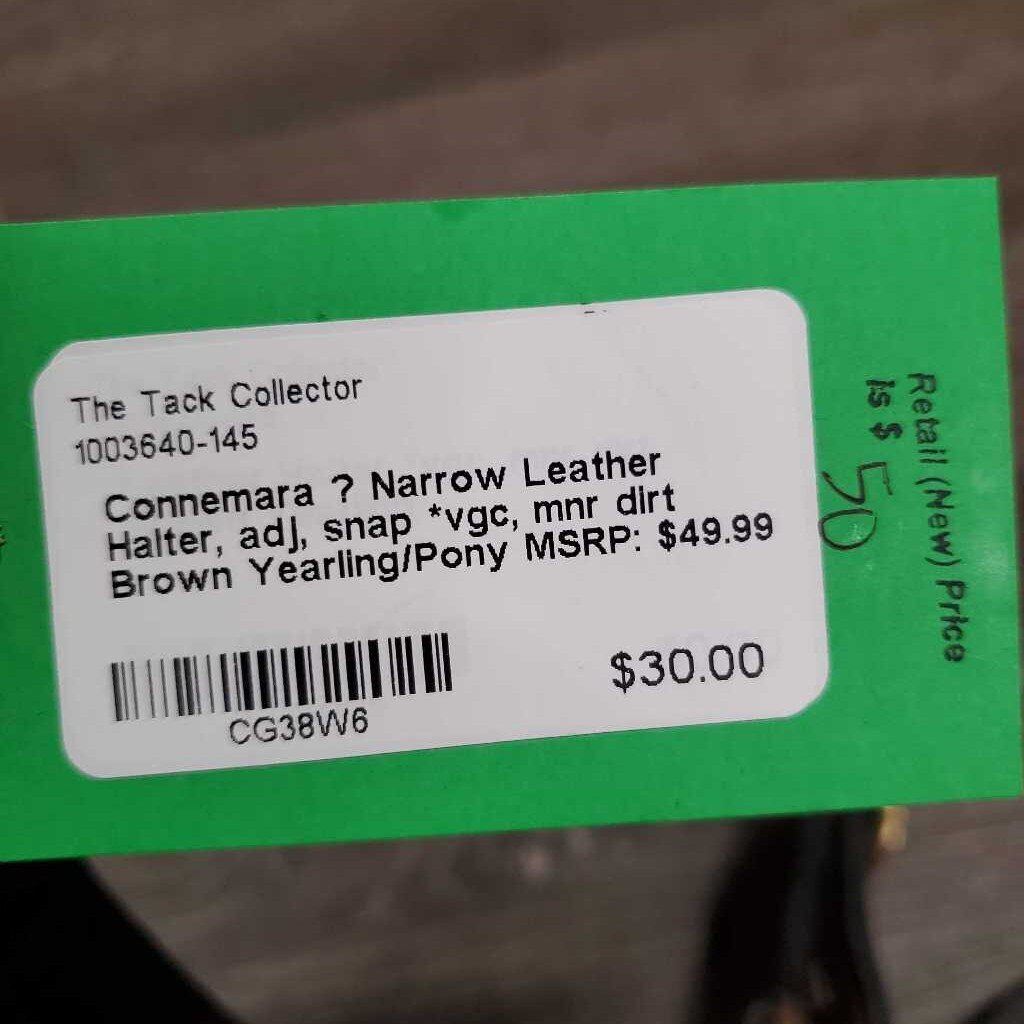 The Tack Collector
1003640-145
Connemara ? Narrow Leather
Halter, adj, snap *vgc, mnr dirt
Brown Yearling/Pony MSRP: $49.99
$30.00
CG38W6
Retail (New) Price
is $ 50